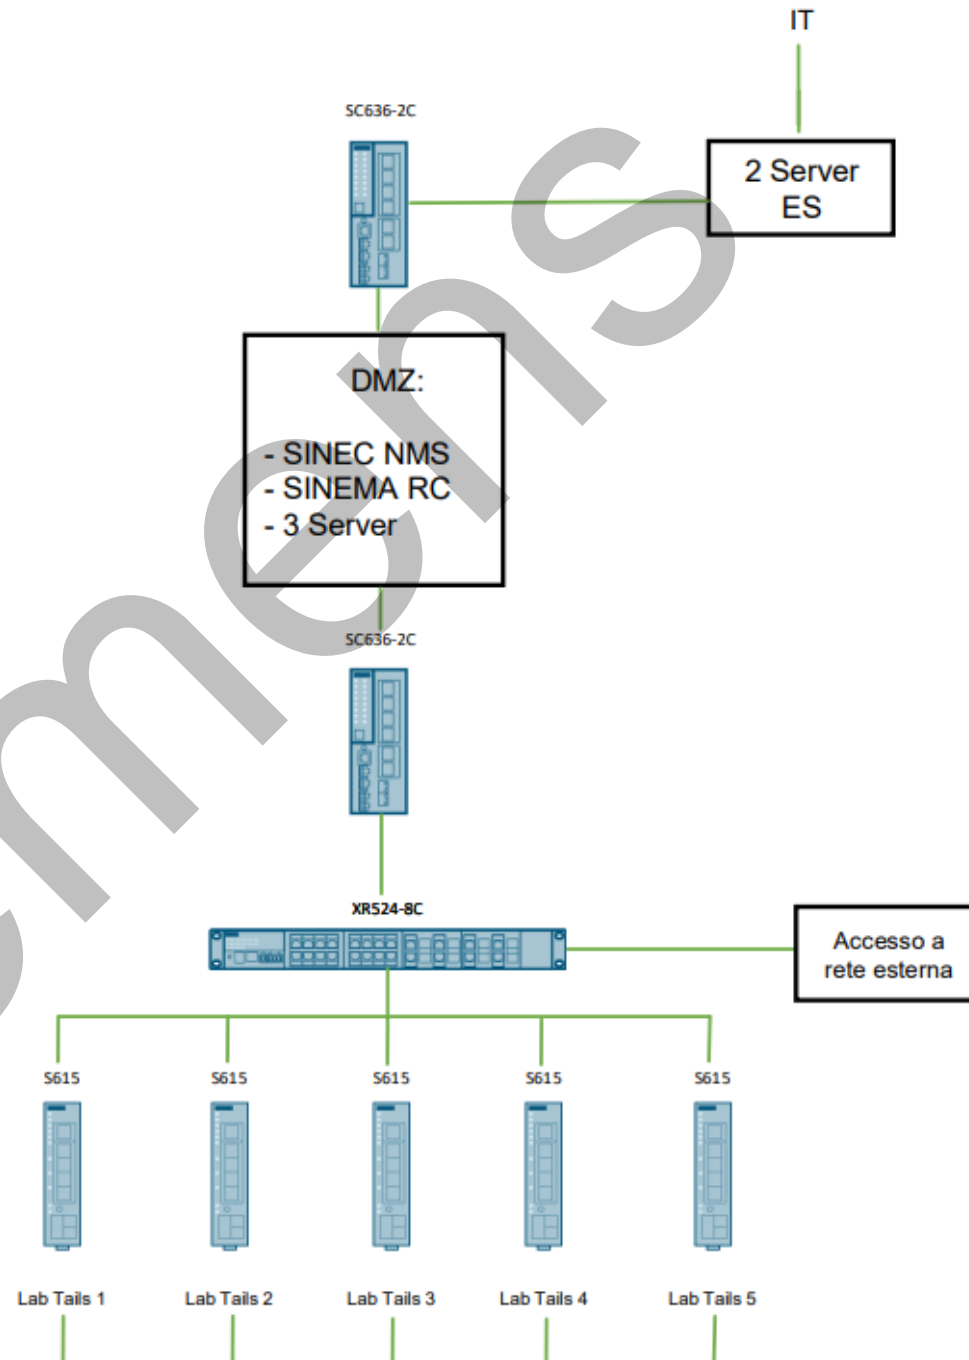 IT
SC636-2C
2 Server
ES
DMZ:
- SINEC NMS
- SINEMA RC
- 3 Server
SC636-2C
XR524-8C
Accesso a
rete esterna
S615
S615
S615
S615
S615
Lab Tails 1
Lab Tails 2
Lab Tails 3
Lab Tails 4
Lab Tails 5
emens